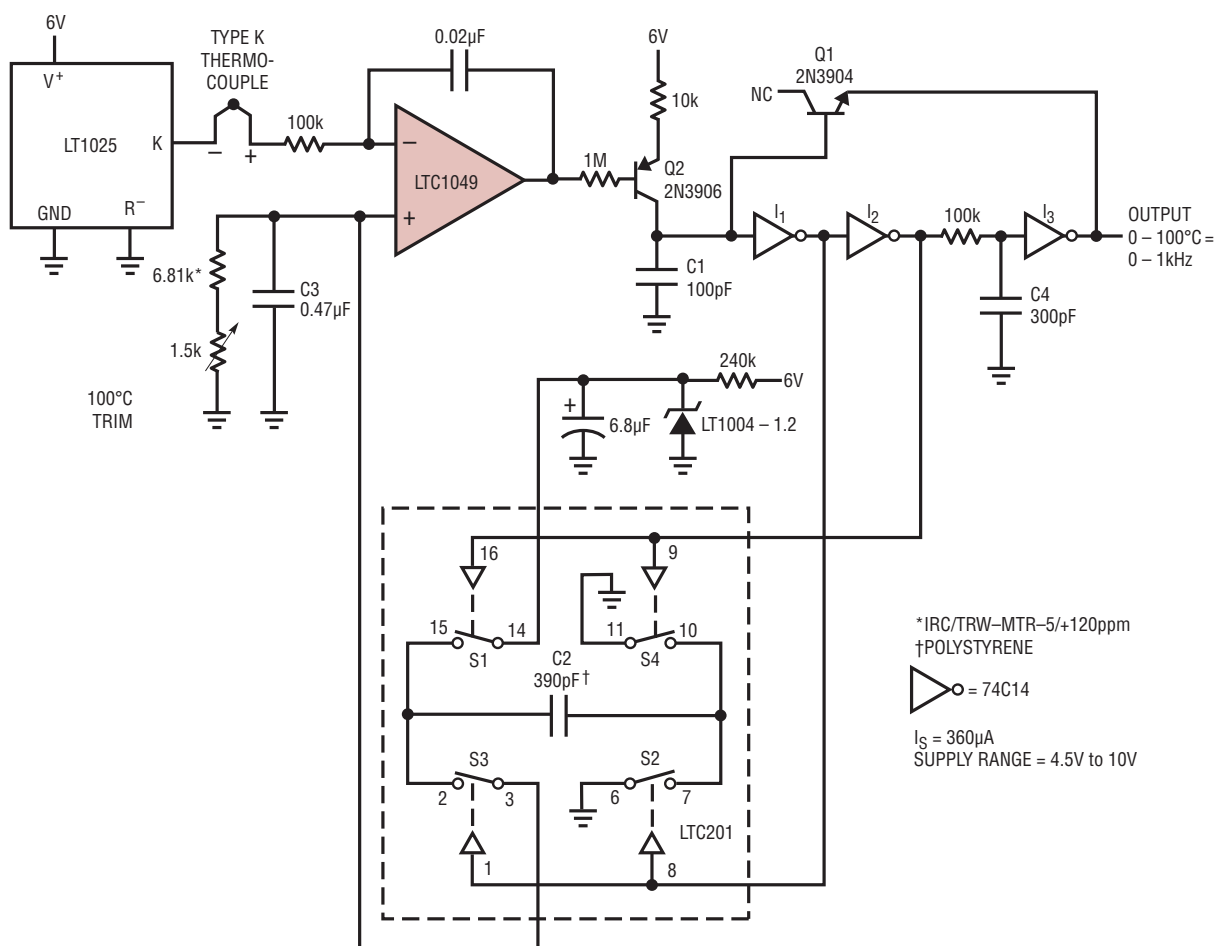 6V
V+
LT1025
K
GND
R–
TYPE K
THERMO-
COUPLE
–
+
100k
0.02µF
–
LTC1049
+
6.81k*
1.5k
100°C
TRIM
C3
0.47µF
1M
6V
10k
Q2
2N3906
C1
100pF
Q1
2N3904
NC
I1
I2
100k
I3
C4
300pF
OUTPUT
0 – 100°C =
0 – 1kHz
240k
6V
+
6.8µF
LT1004 – 1.2
16
9
15
14
S1
11
10
S4
C2
390pF†
S3
2
3
S2
6
7
1
8
LTC201
*IRC/TRW–MTR–5/+120ppm
†POLYSTYRENE
= 74C14
IS = 360µA
SUPPLY RANGE = 4.5V to 10V